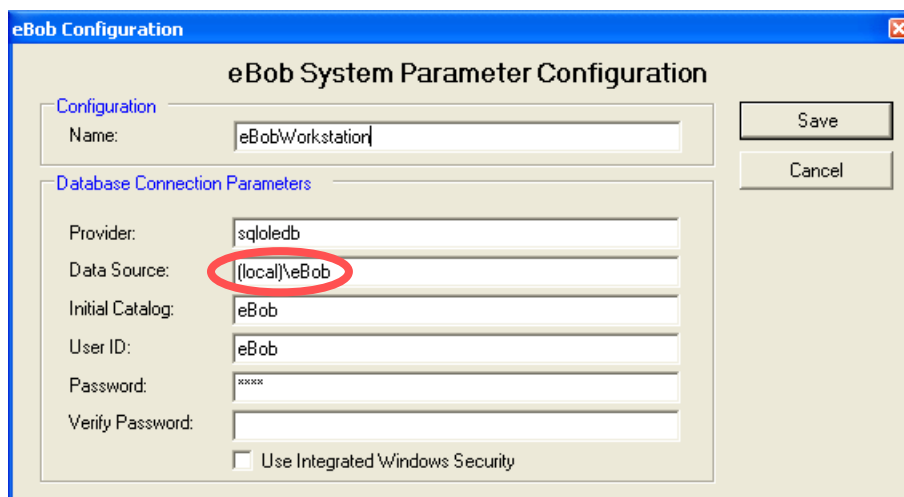 eBob Configuration
eBob System Parameter Configuration
Configuration
Name: eBobWorkstation
Save
Cancel
Database Connection Parameters
Provider: sqloledb
Data Source: (local)\eBob
Initial Catalog: eBob
User ID: eBob
Password: ****
Verify Password:
Use Integrated Windows Security